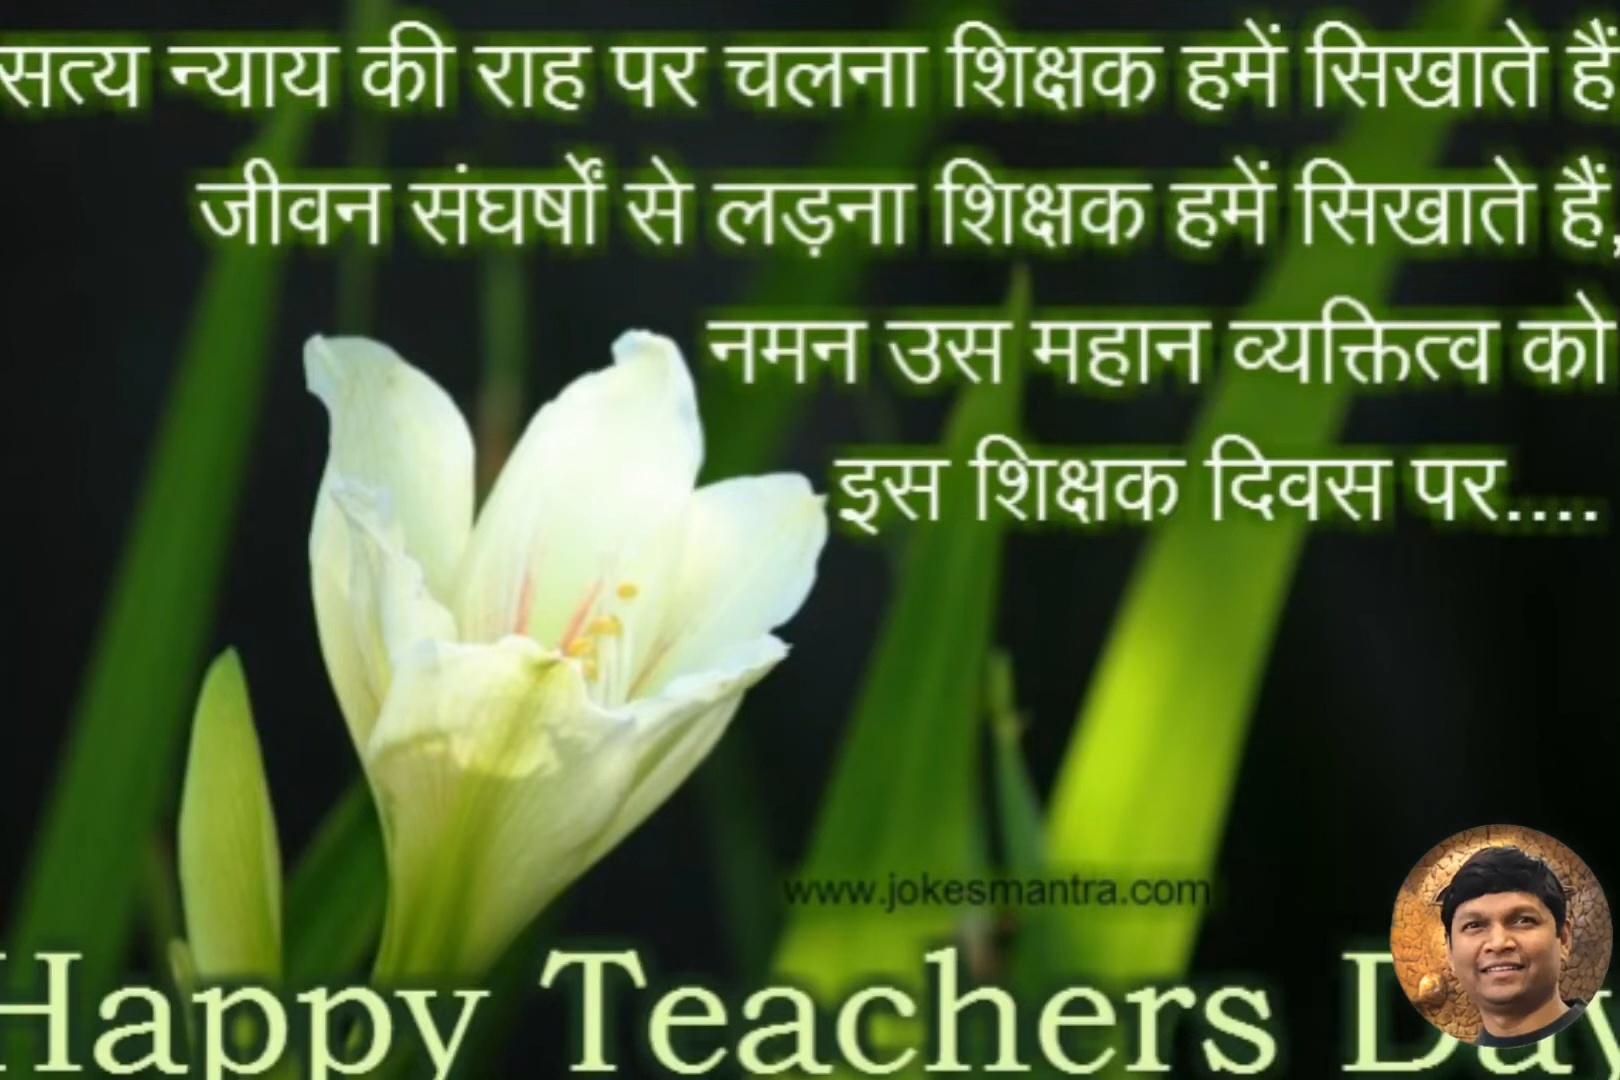 सत्य न्याय की राह पर चलना शिक्षक हमें सिखाते हैं
जीवन संघर्षों से लड़ना शिक्षक हमें सिखाते हैं,
नमन उस महान व्यक्तित्व को
इस शिक्षक दिवस पर....
www.jokesmantra.com
Happy Teachers Day